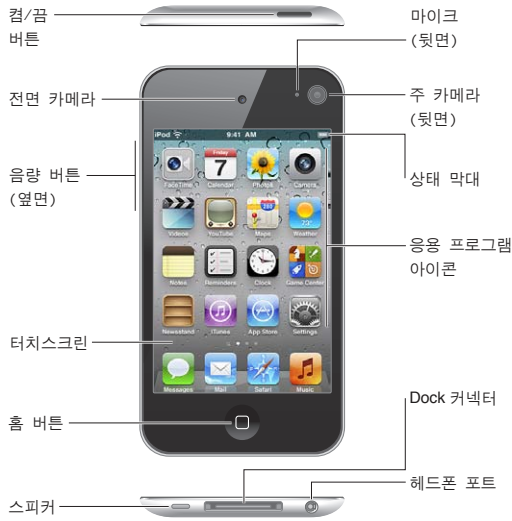 켬/끔
버튼
마이크
(뒷면)
전면 카메라
주 카메라
(뒷면)
iPod 9:41 AM
음량 버튼
(옆면)
상태 막대
Friday
7
FaceTime Calendar Photos Camera
280
73°
Videos YouTube Maps Weather
응용 프로그램
아이콘
Notes Reminders Clock Game Center
Newsstand iTunes App Store Settings
터치스크린
Messages Mail Safari Music
Dock 커넥터
홈 버튼
헤드폰 포트
스피커